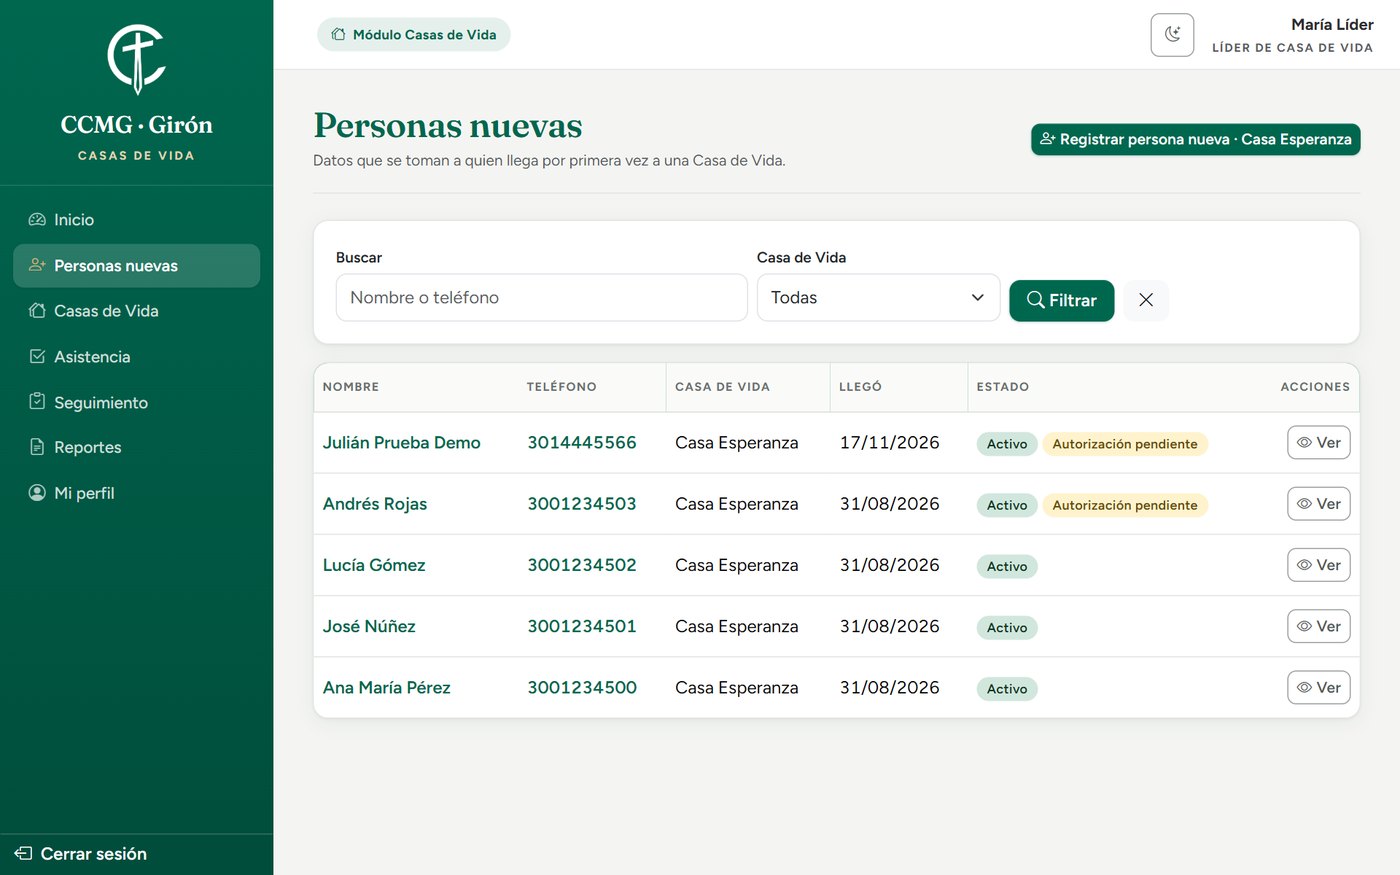 CCMG · Girón
CASAS DE VIDA
Inicio
Personas nuevas
Casas de Vida
Asistencia
Seguimiento
Reportes
Mi perfil
Cerrar sesión
Módulo Casas de Vida
María Líder
LÍDER DE CASA DE VIDA
Personas nuevas
Datos que se toman a quien llega por primera vez a una Casa de Vida.
Registrar persona nueva · Casa Esperanza
Buscar
Casa de Vida
Nombre o teléfono
Todas
Filtrar
NOMBRE TELÉFONO CASA DE VIDA LLEGÓ ESTADO ACCIONES
Julián Prueba Demo 3014445566 Casa Esperanza 17/11/2026 Activo Autorización pendiente Ver
Andrés Rojas 3001234503 Casa Esperanza 31/08/2026 Activo Autorización pendiente Ver
Lucía Gómez 3001234502 Casa Esperanza 31/08/2026 Activo Ver
José Núñez 3001234501 Casa Esperanza 31/08/2026 Activo Ver
Ana María Pérez 3001234500 Casa Esperanza 31/08/2026 Activo Ver